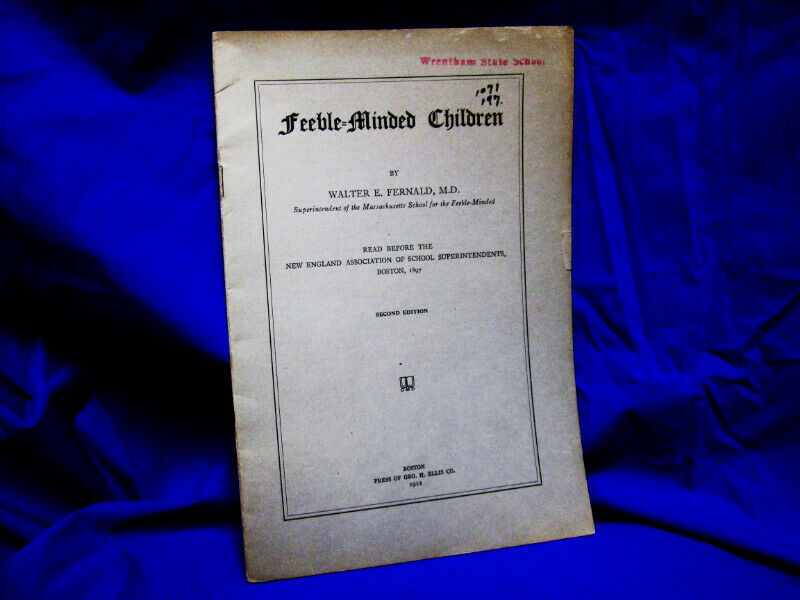 Wrentham State School
1071
197.
Feeble-Minded Children
BY
WALTER E. FERNALD, M.D.
Superintendent of the Massachusetts School for the Feeble-Minded
READ BEFORE THE
NEW ENGLAND ASSOCIATION OF SCHOOL SUPERINTENDENTS,
BOSTON, 1897
SECOND EDITION
BOSTON
PRESS OF GEO. H. ELLIS CO.
1912